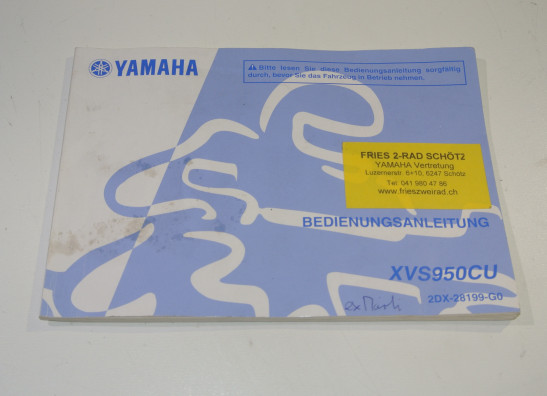 YAMAHA
⚠ Bitte lesen Sie diese Bedienungsanleitung sorgfältig
durch, bevor Sie das Fahrzeug in Betrieb nehmen.
FRIES 2-RAD SCHÖTZ
YAMAHA Vertretung
Luzernerstr. 6+10, 6247 Schötz
Tel. 041 980 47 86
www.frieszweirad.ch
BEDIENUNGSANLEITUNG
XVS950CU
2DX-28199-G0